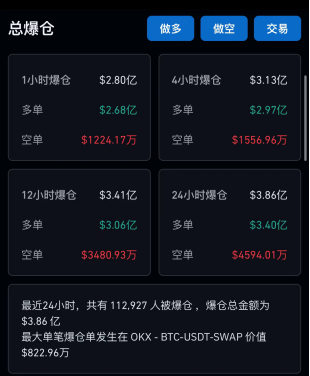 总爆仓 做多 做空 交易
1小时爆仓 $2.80亿
多单 $2.68亿
空单 $1224.17万
4小时爆仓 $3.13亿
多单 $2.97亿
空单 $1556.96万
12小时爆仓 $3.41亿
多单 $3.06亿
空单 $3480.93万
24小时爆仓 $3.86亿
多单 $3.40亿
空单 $4594.01万
最近24小时，共有 112,927 人被爆仓 ，爆仓总金额为
$3.86 亿
最大单笔爆仓单发生在 OKX - BTC-USDT-SWAP 价值
$822.96万